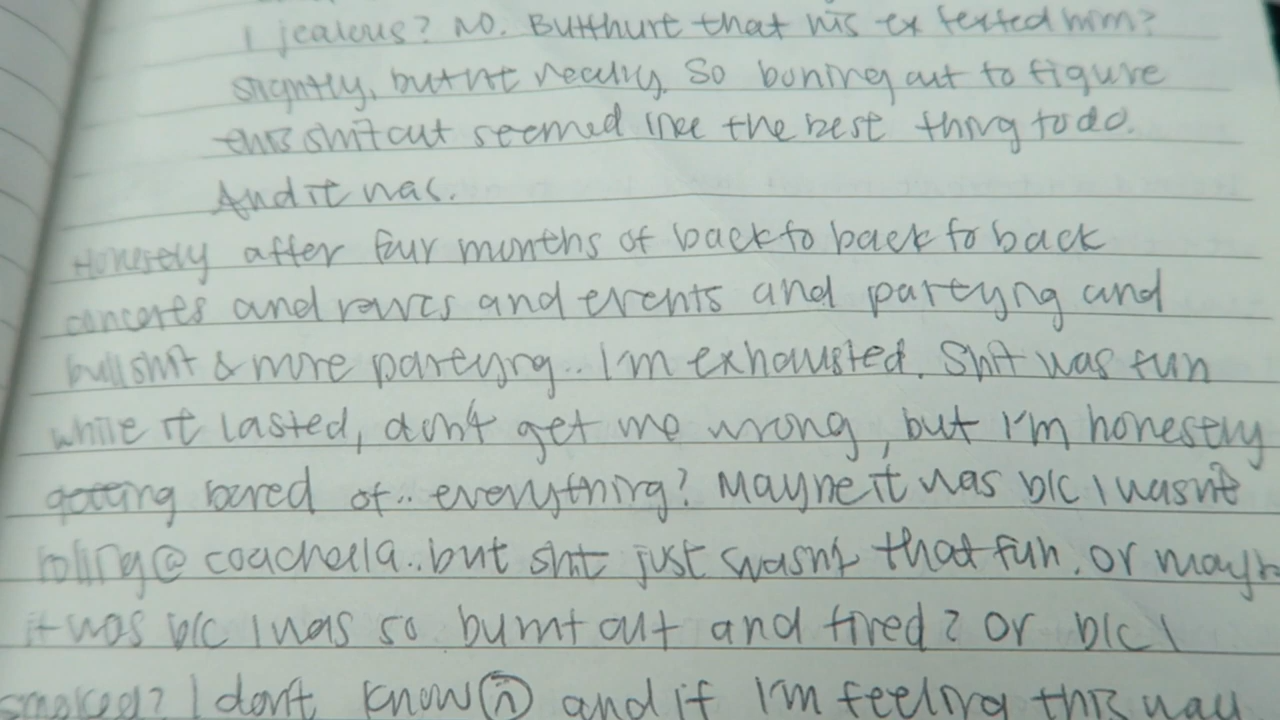 I jealous? NO. Butthurt that his ex texted him?
slightly, but not really. So boning out to figure
this shit out seemed like the best thing to do.
And it was.
Honestly after four months of back to back to back
concerts and raves and events and partying and
bullshit & more partying.. I'm exhausted. Shit was fun
while it lasted, don't get me wrong, but I'm honestly
getting bored of.. everything? Maybe it was b/c I wasn't
rolling @ coachella.. but shit just wasn't that fun. Or maybe
it was b/c I was so burnt out and tired? Or b/c I
smoked? I don't know and if I'm feeling this way